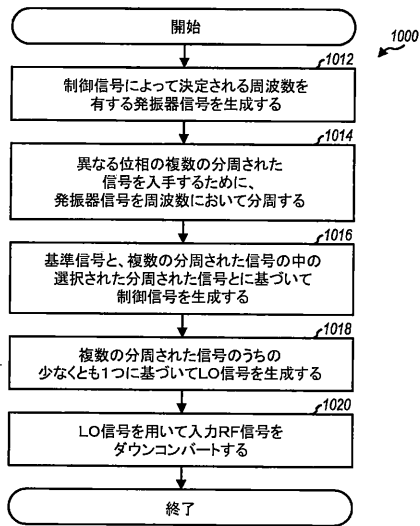 開始
1000
1012
制御信号によって決定される周波数を
有する発振器信号を生成する
1014
異なる位相の複数の分周された
信号を入手するために、
発振器信号を周波数において分周する
1016
基準信号と、複数の分周された信号の中の
選択された分周された信号とに基づいて
制御信号を生成する
1018
複数の分周された信号のうちの
少なくとも1つに基づいてLO信号を生成する
1020
LO信号を用いて入力RF信号を
ダウンコンバートする
終了